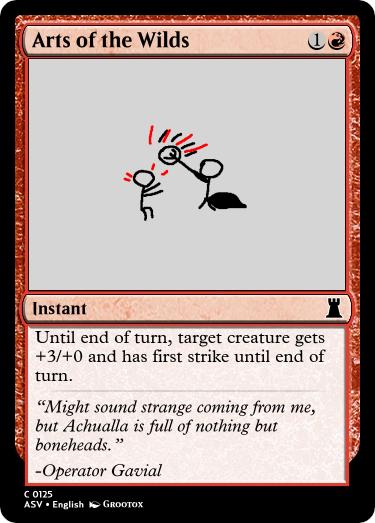 Arts of the Wilds 1
Instant
Until end of turn, target creature gets
+3/+0 and has first strike until end of
turn.
“Might sound strange coming from me,
but Achualla is full of nothing but
boneheads.”
-Operator Gavial
C 0125
ASV • English Grootox